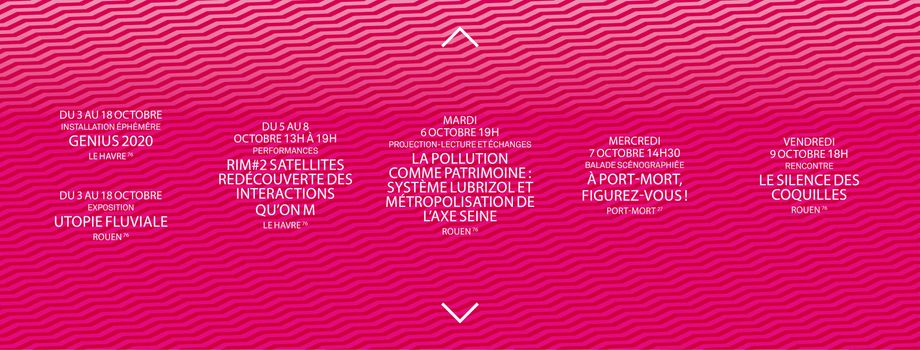 DU 3 AU 18 OCTOBRE
INSTALLATION ÉPHÉMÈRE
GENIUS 2020
LE HAVRE 76
DU 3 AU 18 OCTOBRE
EXPOSITION
UTOPIE FLUVIALE
ROUEN 76
DU 5 AU 8
OCTOBRE 13H À 19H
PERFORMANCES
RIM#2 SATELLITES
REDÉCOUVERTE DES
INTERACTIONS
QU'ON M
LE HAVRE 76
MARDI
6 OCTOBRE 19H
PROJECTION-LECTURE ET ÉCHANGES
LA POLLUTION
COMME PATRIMOINE :
SYSTÈME LUBRIZOL ET
MÉTROPOLISATION DE
L'AXE SEINE
ROUEN 76
MERCREDI
7 OCTOBRE 14H30
BALADE SCÉNOGRAPHIÉE
À PORT-MORT,
FIGUREZ-VOUS !
PORT-MORT 27
VENDREDI
9 OCTOBRE 18H
RENCONTRE
LE SILENCE DES
COQUILLES
ROUEN 76